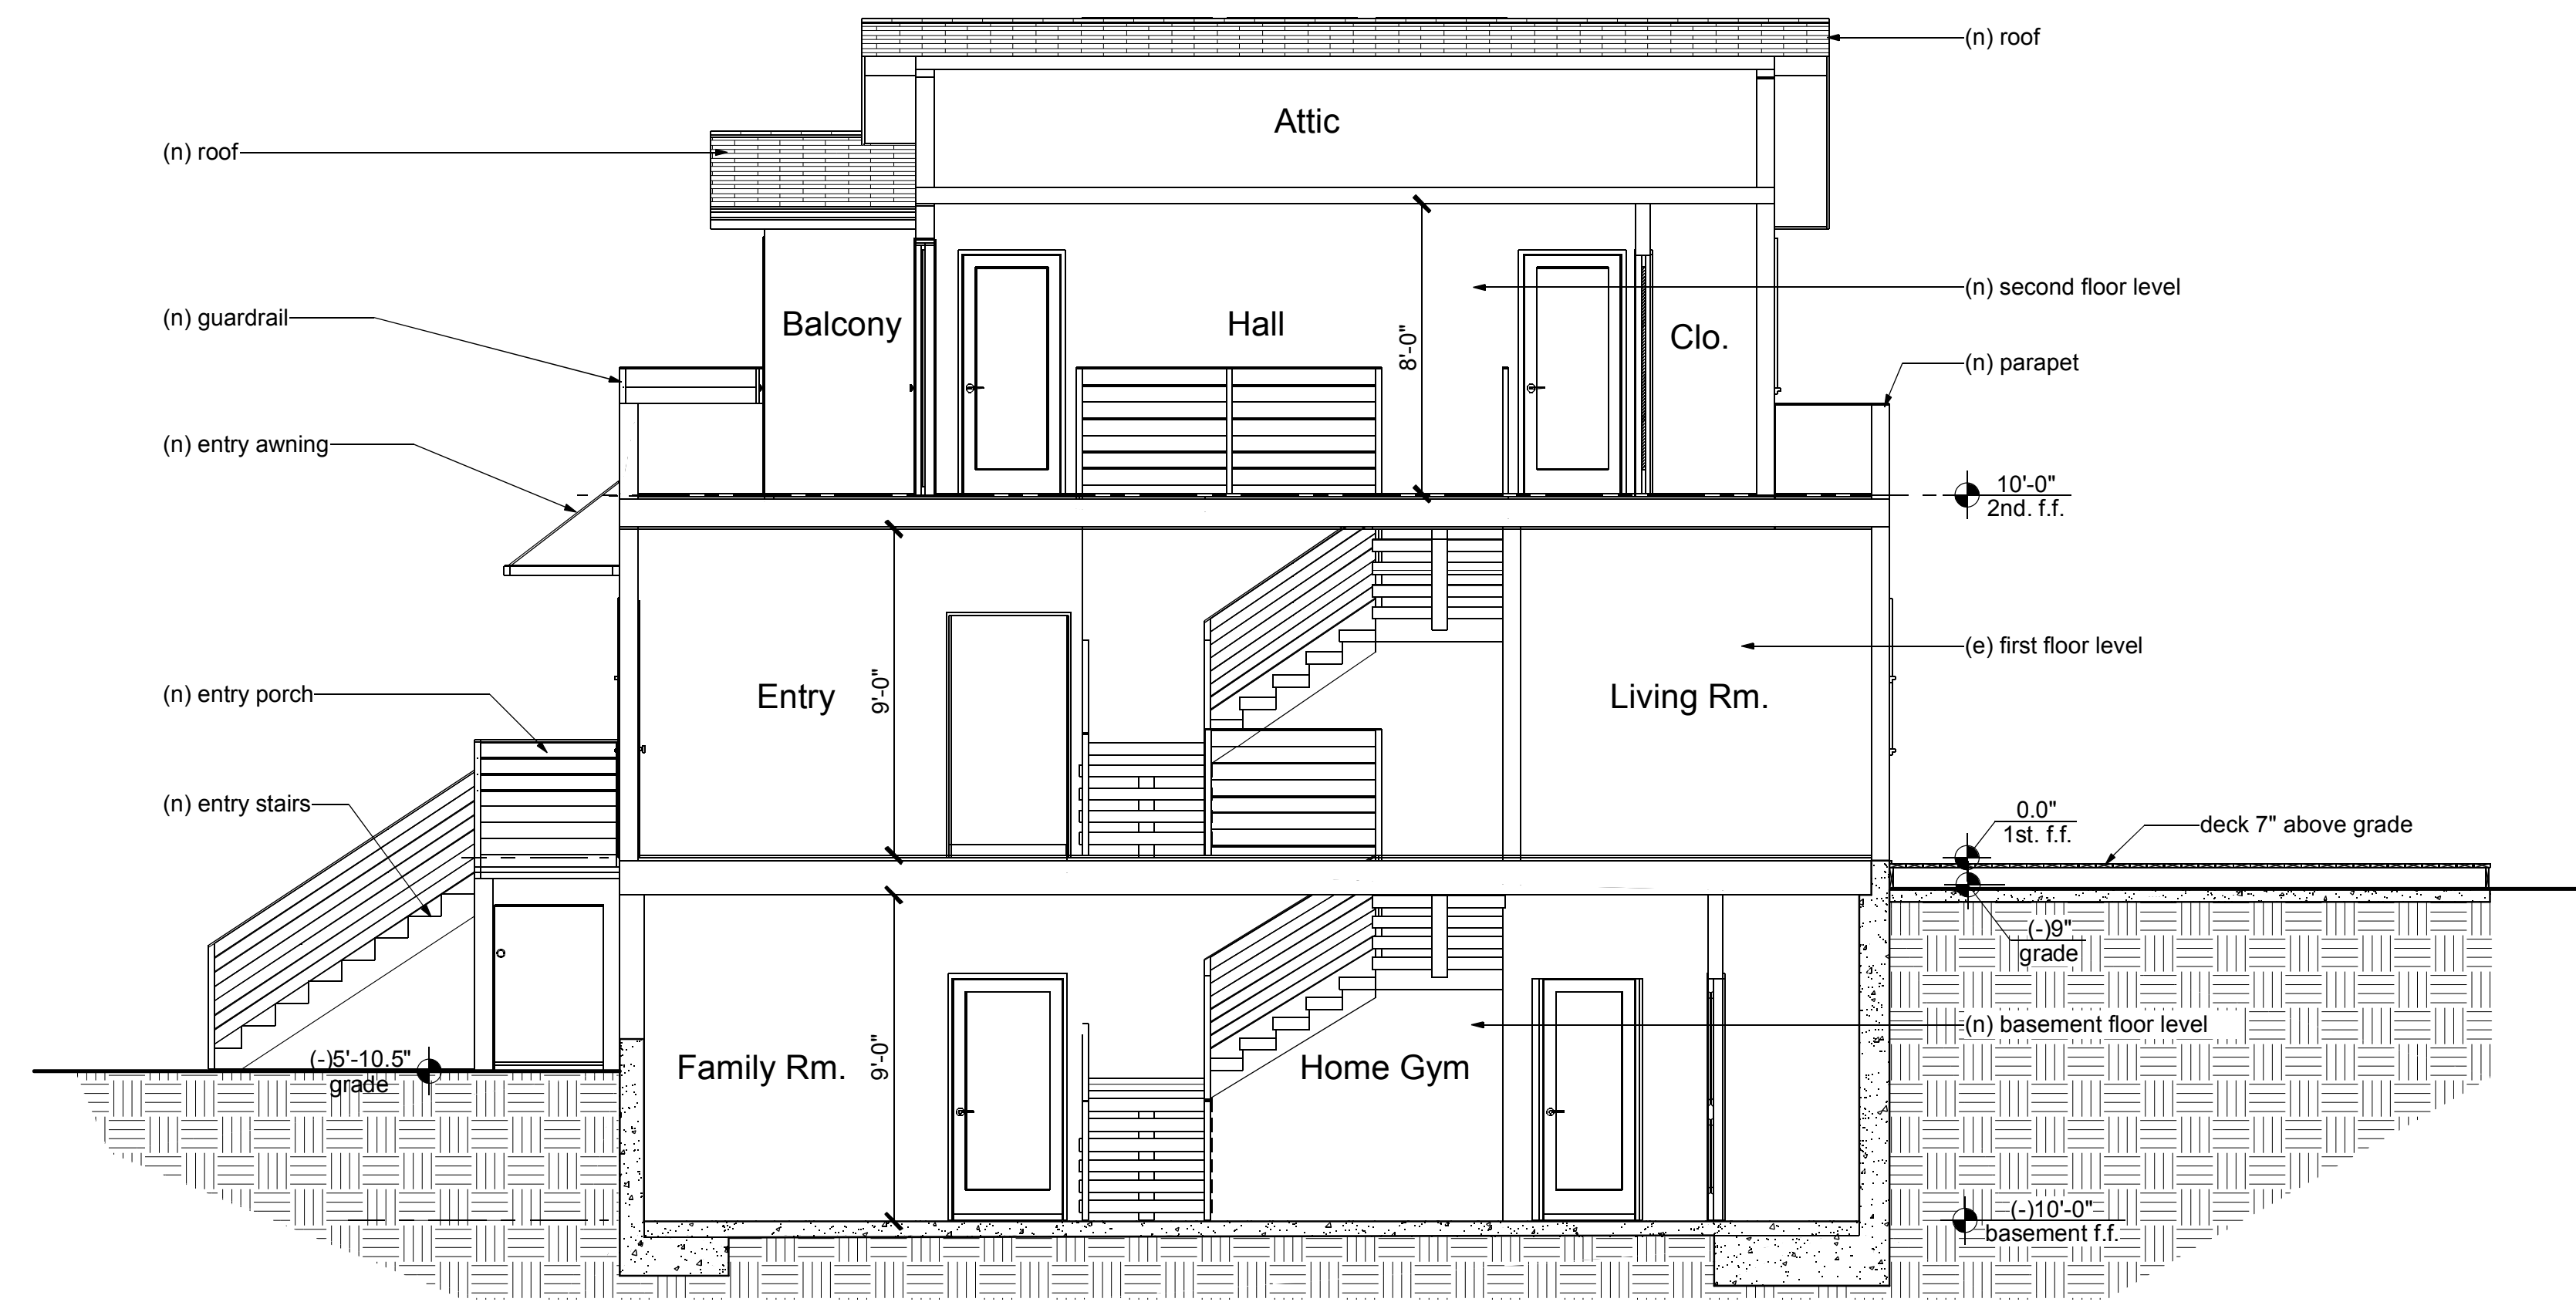 (n) roof
Attic
(n) roof
(n) second floor level
(n) guardrail
Balcony
Hall
8'-0"
Clo.
(n) parapet
(n) entry awning
10'-0"
2nd. f.f.
(e) first floor level
(n) entry porch
Entry
9'-0"
Living Rm.
(n) entry stairs
0.0"
1st. f.f.
deck 7" above grade
(-)9"
grade
(n) basement floor level
(-)5'-10.5"
grade
Family Rm.
9'-0"
Home Gym
(-)10'-0"
basement f.f.